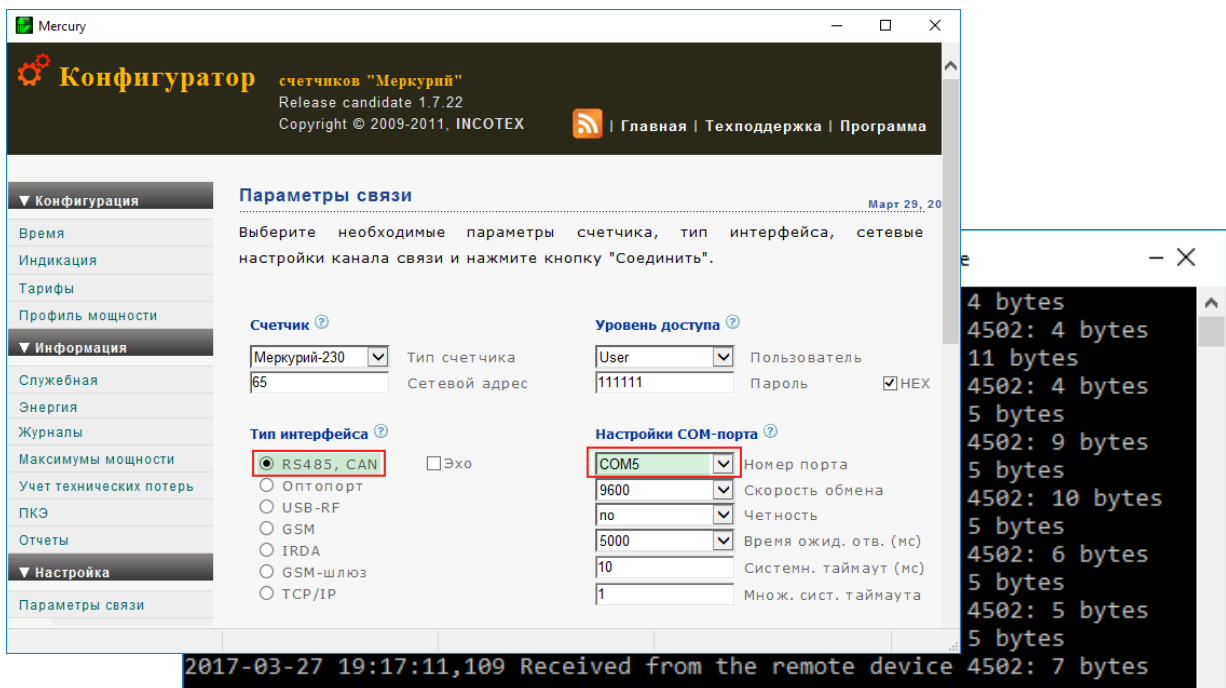 Mercury
Конфигуратор счетчиков "Меркурий"
Release candidate 1.7.22
Copyright © 2009-2011, INCOTEX
| Главная | Техподдержка | Программа
▼ Конфигурация
Время
Индикация
Тарифы
Профиль мощности
▼ Информация
Служебная
Энергия
Журналы
Максимумы мощности
Учет технических потерь
ПКЭ
Отчеты
▼ Настройка
Параметры связи
Параметры связи
Март 29, 20
Выберите необходимые параметры счетчика, тип интерфейса, сетевые
настройки канала связи и нажмите кнопку "Соединить".
Счетчик ?
Меркурий-230 Тип счетчика
65 Сетевой адрес
Уровень доступа ?
User Пользователь
111111 Пароль HEX
Тип интерфейса ?
RS485, CAN Эхо
Оптопорт
USB-RF
GSM
IRDA
GSM-шлюз
TCP/IP
Настройки COM-порта ?
COM5 Номер порта
9600 Скорость обмена
no Четность
5000 Время ожид. отв. (мс)
10 Системн. таймаут (мс)
1 Множ. сист. таймаута
e
4 bytes
4502: 4 bytes
11 bytes
4502: 4 bytes
5 bytes
4502: 9 bytes
5 bytes
4502: 10 bytes
5 bytes
4502: 6 bytes
5 bytes
4502: 5 bytes
5 bytes
2017-03-27 19:17:11,109 Received from the remote device 4502: 7 bytes